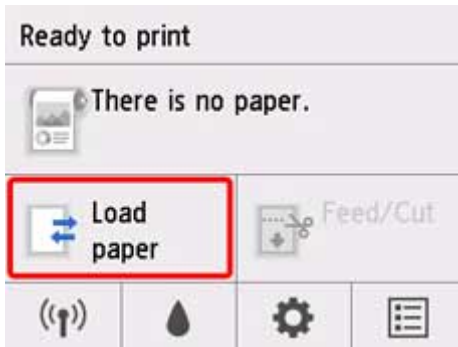 Ready to print
There is no paper.
Load
paper
Feed/Cut